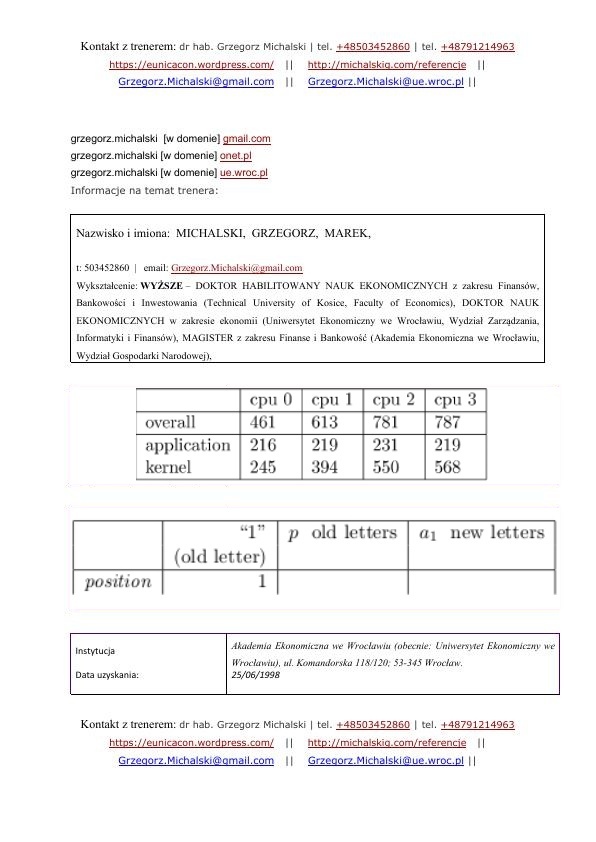 Kontakt z trenerem: dr hab. Grzegorz Michalski | tel. +48503452860 | tel. +48791214963
https://eunicacon.wordpress.com/ || http://michalskig.com/referencje ||
Grzegorz.Michalski@gmail.com || Grzegorz.Michalski@ue.wroc.pl ||
grzegorz.michalski [w domenie] gmail.com
grzegorz.michalski [w domenie] onet.pl
grzegorz.michalski [w domenie] ue.wroc.pl
Informacje na temat trenera:
Nazwisko i imiona: MICHALSKI, GRZEGORZ, MAREK,
t: 503452860 | email: Grzegorz.Michalski@gmail.com
Wykształcenie: WYŻSZE – DOKTOR HABILITOWANY NAUK EKONOMICZNYCH z zakresu Finansów,
Bankowości i Inwestowania (Technical University of Kosice, Faculty of Economics), DOKTOR NAUK
EKONOMICZNYCH w zakresie ekonomii (Uniwersytet Ekonomiczny we Wrocławiu, Wydział Zarządzania,
Informatyki i Finansów), MAGISTER z zakresu Finanse i Bankowość (Akademia Ekonomiczna we Wrocławiu,
Wydział Gospodarki Narodowej),
cpu 0 cpu 1 cpu 2 cpu 3
overall 461 613 781 787
application 216 219 231 219
kernel 245 394 550 568
“1” p old letters a1 new letters
(old letter)
position 1
Instytucja
Akademia Ekonomiczna we Wrocławiu (obecnie: Uniwersytet Ekonomiczny we
Wrocławiu), ul. Komandorska 118/120; 53-345 Wrocław.
Data uzyskania: 25/06/1998
Kontakt z trenerem: dr hab. Grzegorz Michalski | tel. +48503452860 | tel. +48791214963
https://eunicacon.wordpress.com/ || http://michalskig.com/referencje ||
Grzegorz.Michalski@gmail.com || Grzegorz.Michalski@ue.wroc.pl ||